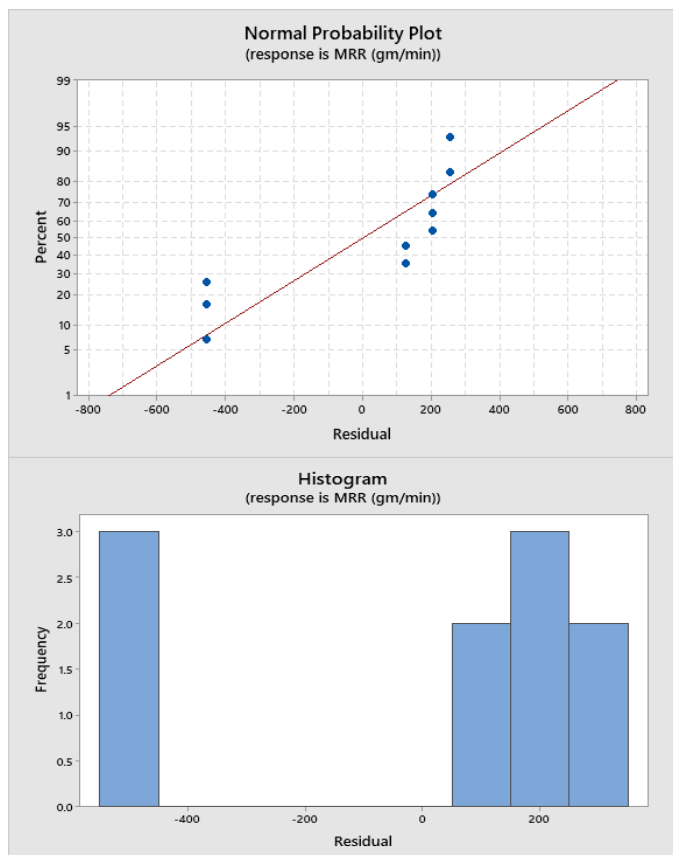 Normal Probability Plot
(response is MRR (gm/min))
99
95
90
80
70
60
50
40
30
20
10
5
1
Percent
-800 -600 -400 -200 0 200 400 600 800
Residual
Histogram
(response is MRR (gm/min))
3.0
2.5
2.0
1.5
1.0
0.5
0.0
Frequency
-400 -200 0 200
Residual